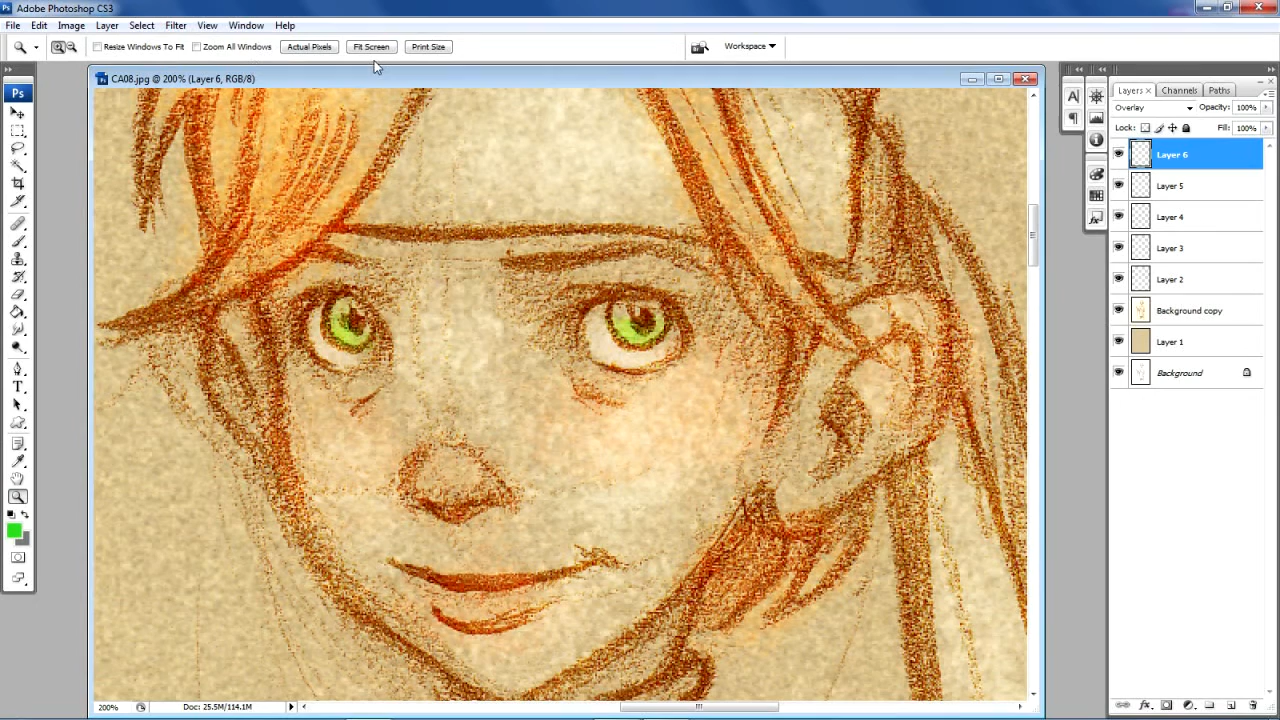 Ps Adobe Photoshop CS3
File Edit Image Layer Select Filter View Window Help
Resize Windows To Fit Zoom All Windows Actual Pixels Fit Screen Print Size Workspace
CA08.jpg @ 200% (Layer 6, RGB/8)
Ps
Layers x Channels Paths
Overlay Opacity: 100%
Lock: Fill: 100%
Layer 6
Layer 5
Layer 4
Layer 3
Layer 2
Background copy
Layer 1
Background
200% Doc: 25.5M/114.1M